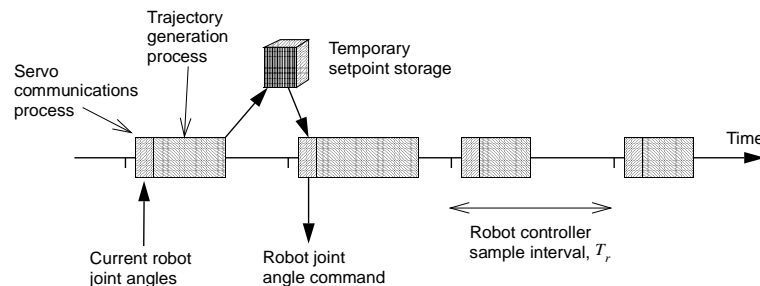 Trajectory
generation
process
Temporary
setpoint storage
Servo
communications
process
Time
Current robot
joint angles
Robot joint
angle command
Robot controller
sample interval, Tr